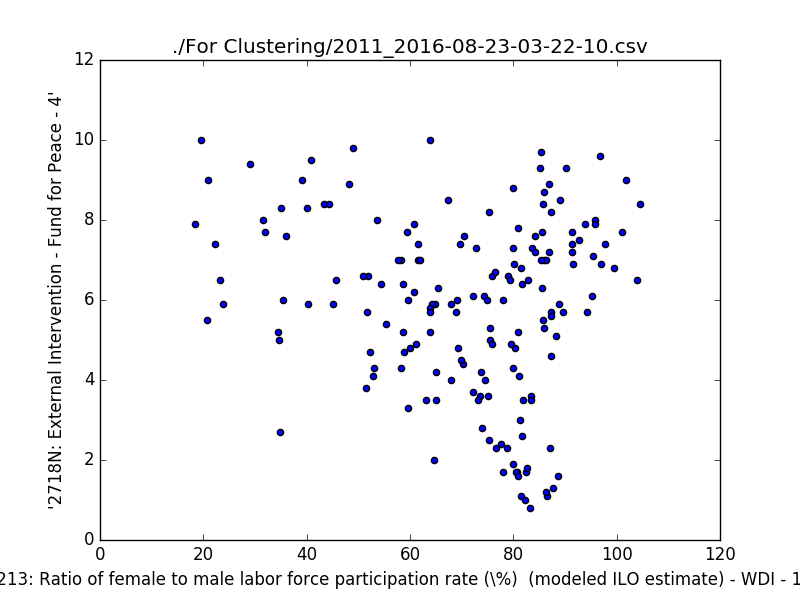 ./For Clustering/2011_2016-08-23-03-22-10.csv
12
10
8
6
4
2
0
'2718N: External Intervention - Fund for Peace - 4'
0 20 40 60 80 100 120
213: Ratio of female to male labor force participation rate (\%) (modeled ILO estimate) - WDI - 1